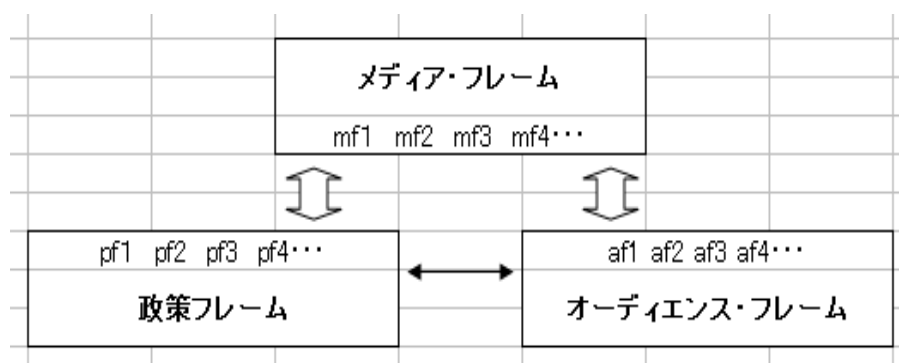 メディア・フレーム
mf1 mf2 mf3 mf4・・・
pf1 pf2 pf3 pf4・・・
政策フレーム
af1 af2 af3 af4・・・
オーディエンス・フレーム